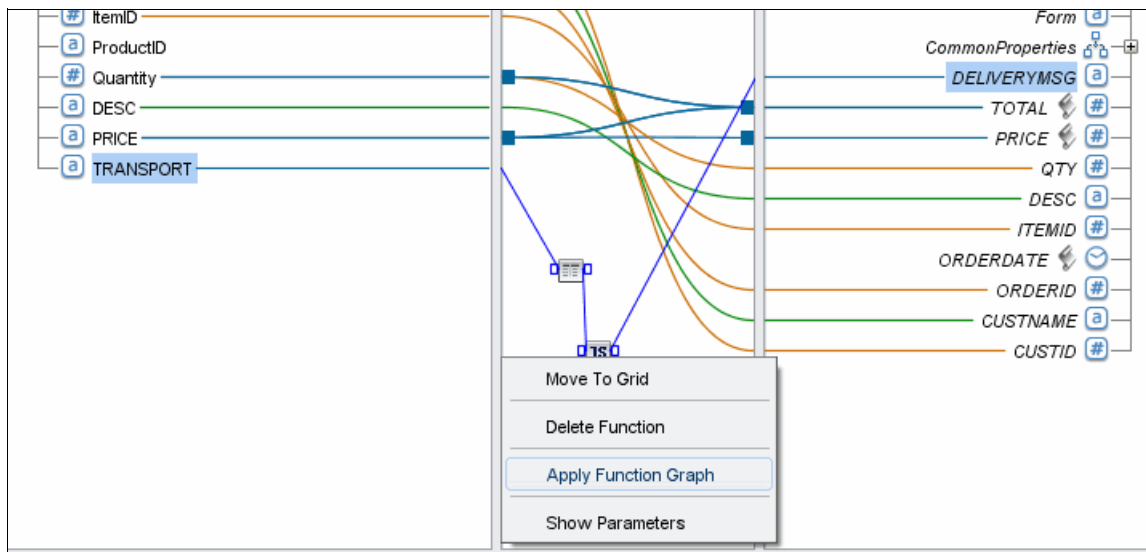 # ItemID
a ProductID
# Quantity
a DESC
a PRICE
a TRANSPORT
Form a
CommonProperties
DELIVERYMSG a
TOTAL #
PRICE #
QTY #
DESC a
ITEMID #
ORDERDATE
ORDERID #
CUSTNAME a
CUSTID #
JS
Move To Grid
Delete Function
Apply Function Graph
Show Parameters